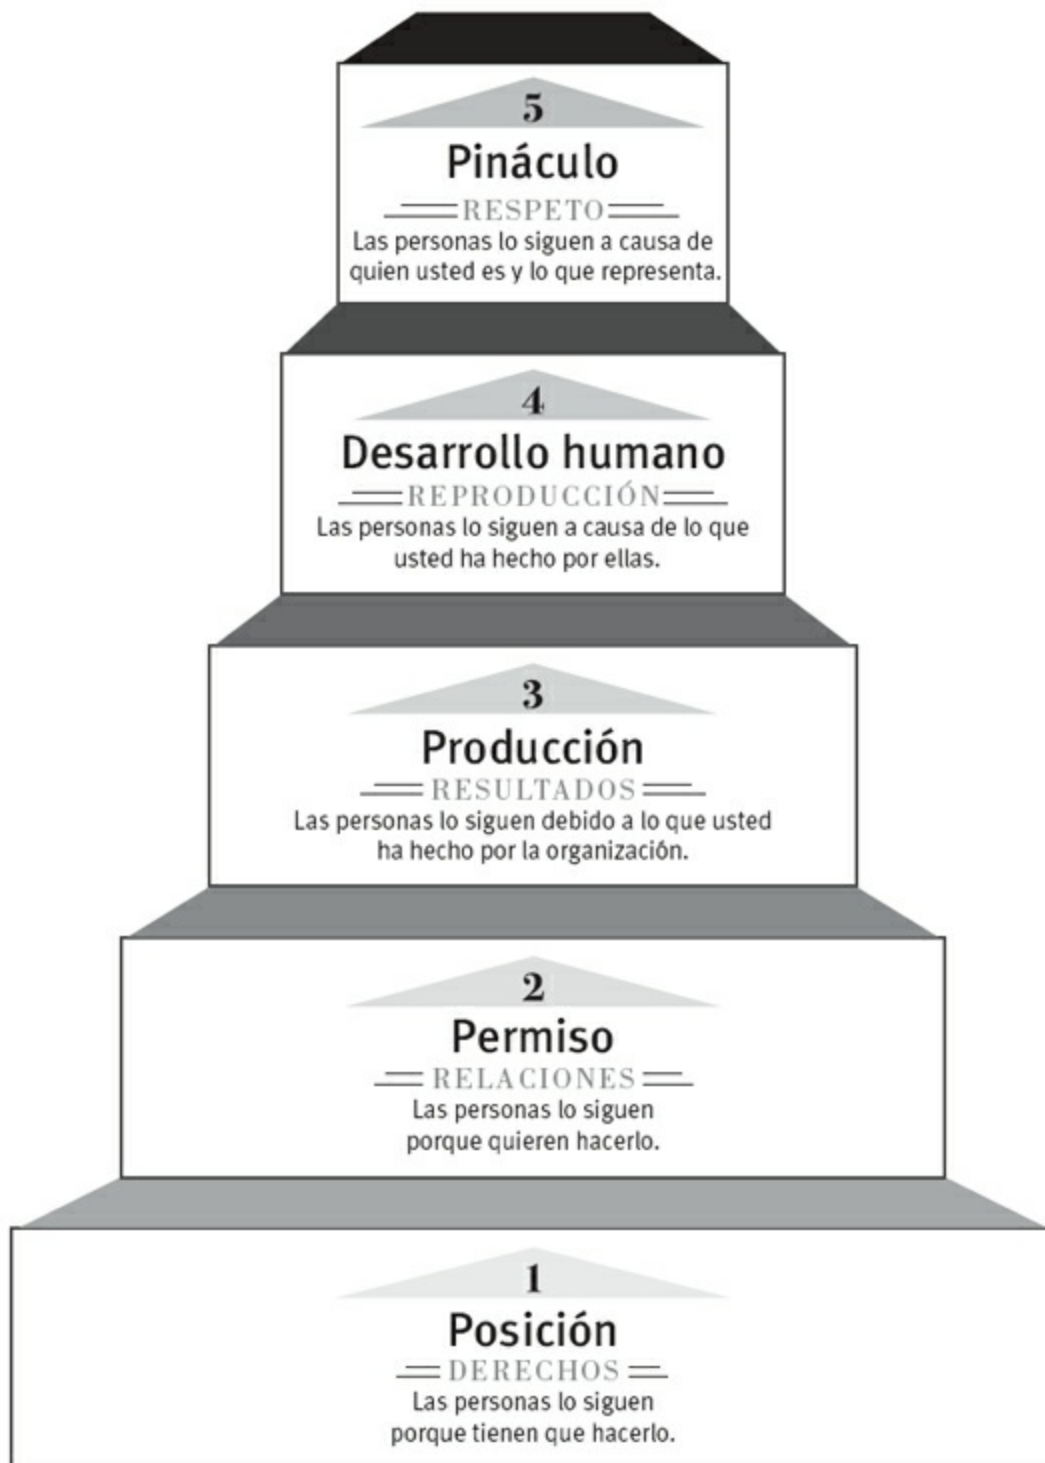 5
Pináculo
RESPETO
Las personas lo siguen a causa de
quien usted es y lo que representa.
4
Desarrollo humano
REPRODUCCIÓN
Las personas lo siguen a causa de lo que
usted ha hecho por ellas.
3
Producción
RESULTADOS
Las personas lo siguen debido a lo que usted
ha hecho por la organización.
2
Permiso
RELACIONES
Las personas lo siguen
porque quieren hacerlo.
1
Posición
DERECHOS
Las personas lo siguen
porque tienen que hacerlo.